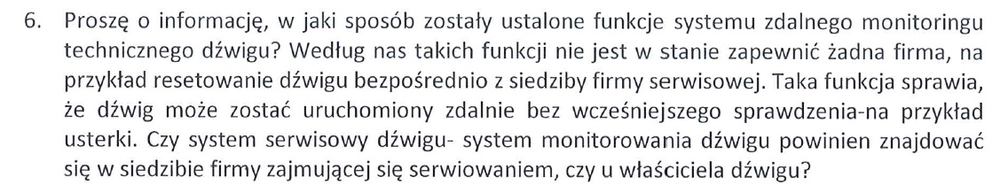 6. Proszę o informację, w jaki sposób zostały ustalone funkcje systemu zdalnego monitoringu
technicznego dźwigu? Według nas takich funkcji nie jest w stanie zapewnić żadna firma, na
przykład resetowanie dźwigu bezpośrednio z siedziby firmy serwisowej. Taka funkcja sprawia,
że dźwig może zostać uruchomiony zdalnie bez wcześniejszego sprawdzenia-na przykład
usterki. Czy system serwisowy dźwigu- system monitorowania dźwigu powinien znajdować
się w siedzibie firmy zajmującej się serwiowaniem, czy u właściciela dźwigu?